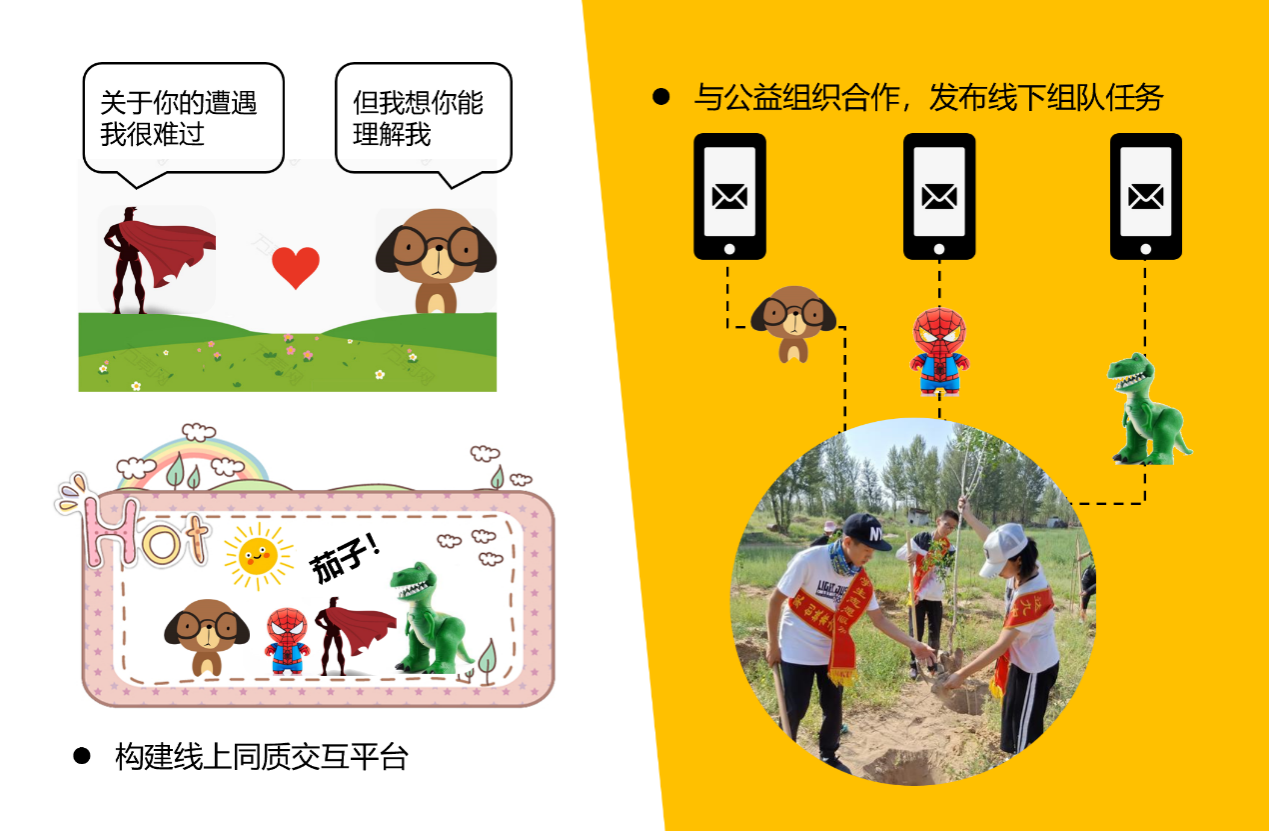 关于你的遭遇
我很难过
但我想你能
理解我
Hot
茄子！
● 构建线上同质交互平台
● 与公益组织合作，发布线下组队任务
NY